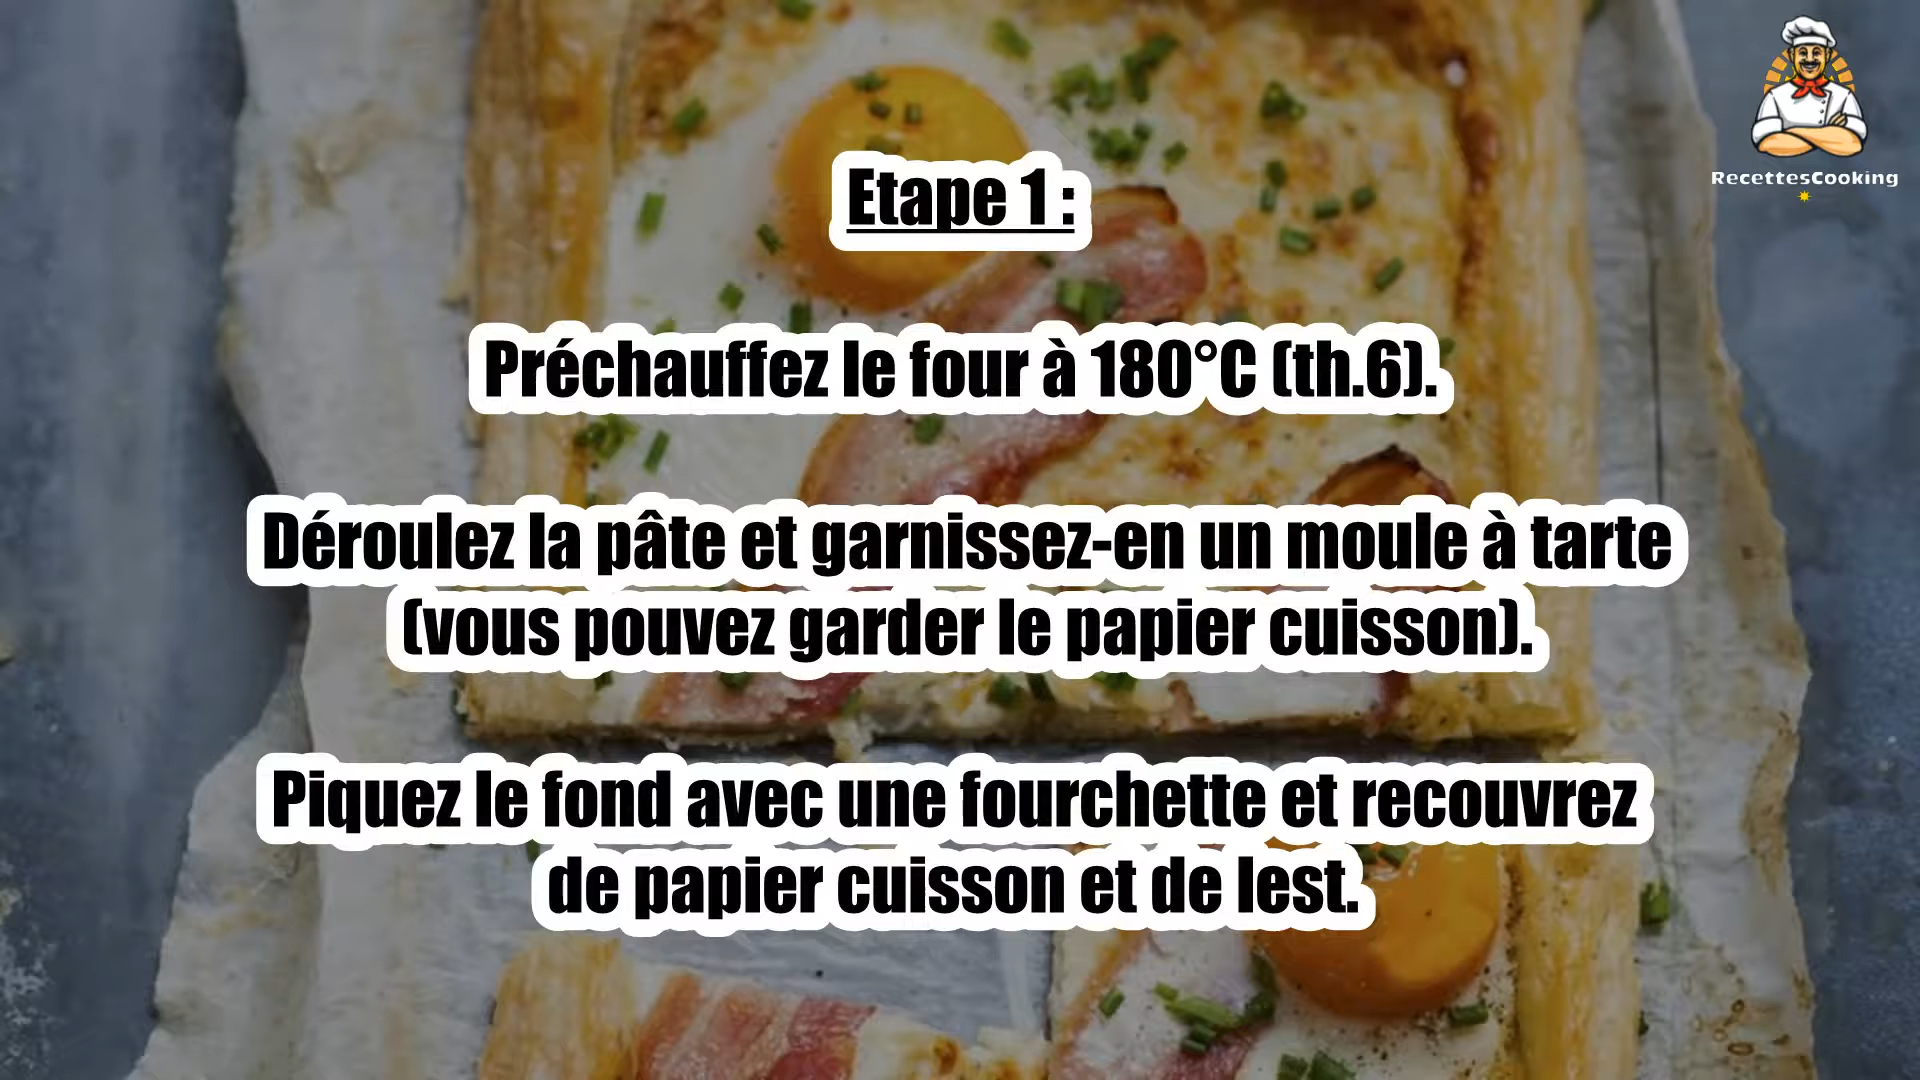 RecettesCooking
Etape 1 :
Préchauffez le four à 180°C (th.6).
Déroulez la pâte et garnissez-en un moule à tarte
(vous pouvez garder le papier cuisson).
Piquez le fond avec une fourchette et recouvrez
de papier cuisson et de lest.